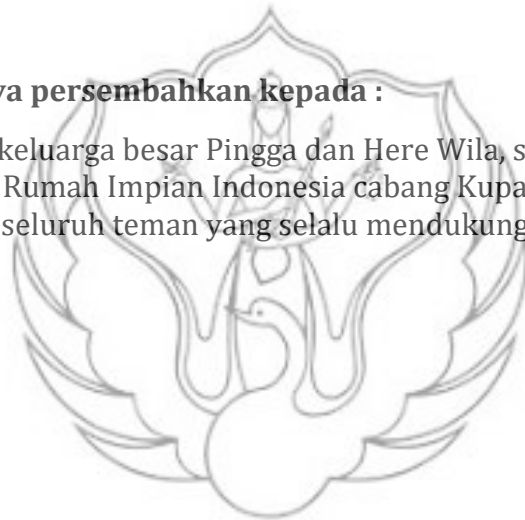 ya persembahkan kepada :
keluarga besar Pingga dan Here Wila, s
Rumah Impian Indonesia cabang Kupa
seluruh teman yang selalu mendukung